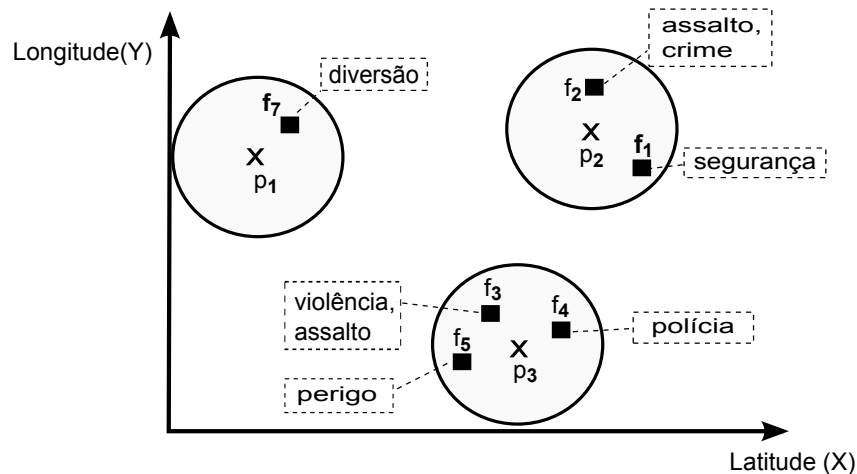 Longitude(Y)
diversão
f7
p1
assalto,
crime
f2
p2
f1
segurança
violência,
assalto
f3
f4
polícia
f5
p3
perigo
Latitude (X)